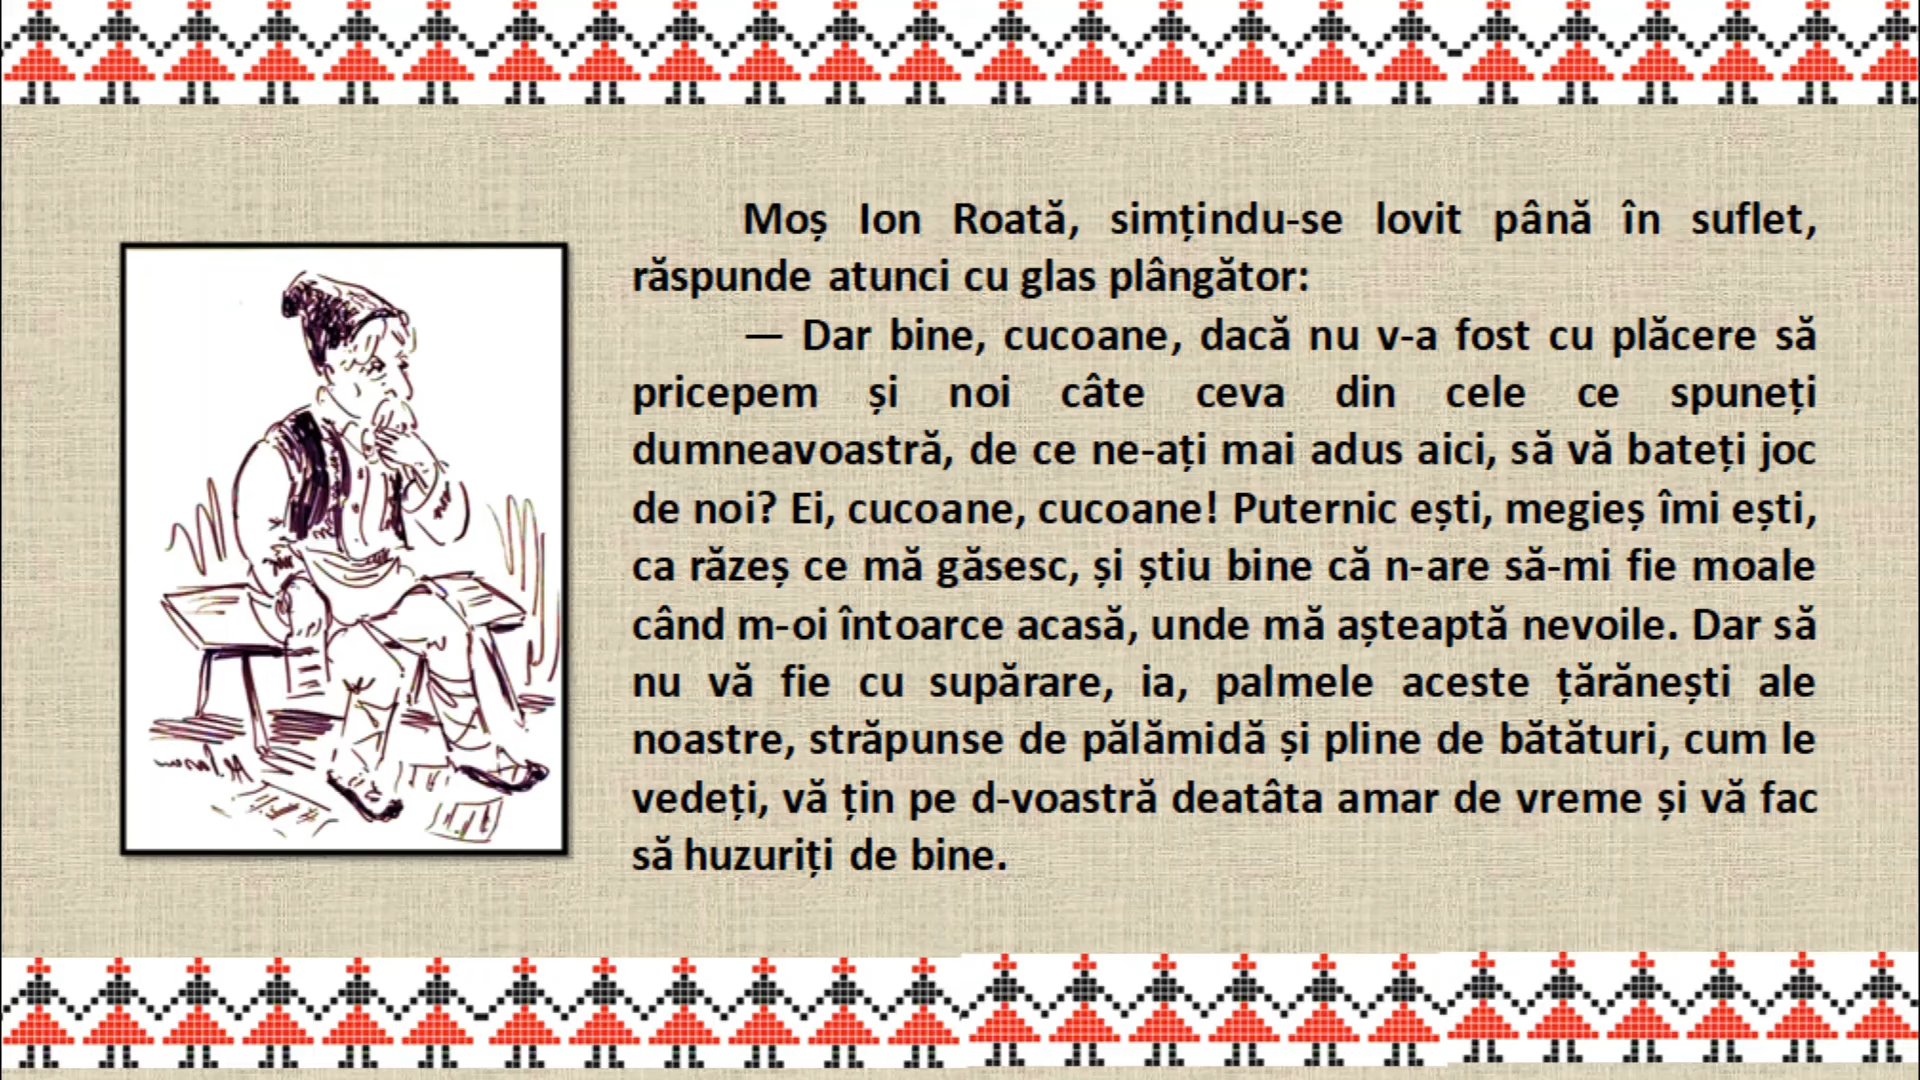 Moș Ion Roată, simțindu-se lovit până în suflet,
răspunde atunci cu glas plângător:
— Dar bine, cucoane, dacă nu v-a fost cu plăcere să
pricepem și noi câte ceva din cele ce spuneți
dumneavoastră, de ce ne-ați mai adus aici, să vă bateți joc
de noi? Ei, cucoane, cucoane! Puternic ești, megieș îmi ești,
ca răzeș ce mă găsesc, și știu bine că n-are să-mi fie moale
când m-oi întoarce acasă, unde mă așteaptă nevoile. Dar să
nu vă fie cu supărare, ia, palmele aceste țărănești ale
noastre, străpunse de pălămidă și pline de bătături, cum le
vedeți, vă țin pe d-voastră deatâta amar de vreme și vă fac
să huzuriți de bine.